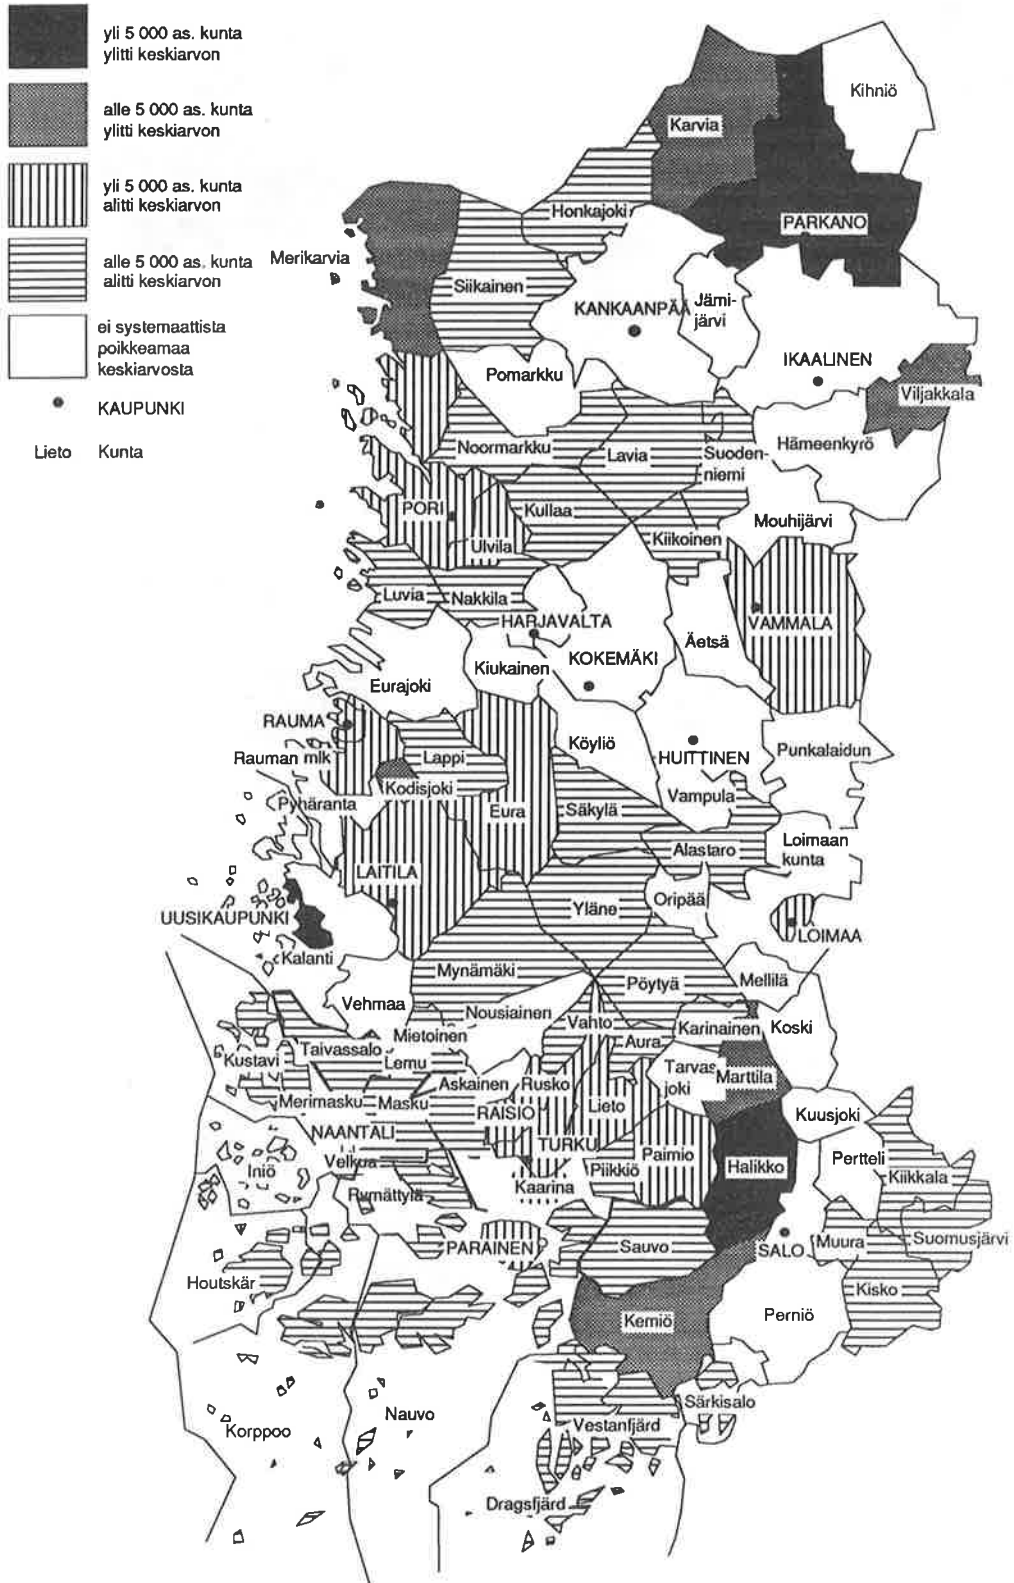 yli 5 000 as. kunta
ylitti keskiarvon
alle 5 000 as. kunta
ylitti keskiarvon
yli 5 000 as. kunta
alitti keskiarvon
alle 5 000 as. kunta
alitti keskiarvon
ei systemaattista
poikkeamaa
keskiarvosta
KAUPUNKI
Lieto Kunta
Kihniö
Karvia
Honkajoki
PARKANO
Merikarvia
Siikainen
KANKAANPÄÄ
Jämi-
järvi
IKAALINEN
Pomarkku
Viljakkala
Noormarkku
Lavia
Suoden-
niemi
Hämeenkyrö
PORI
Kullaa
Mouhijärvi
Ulvila
Kiikoinen
Luvia
Nakkila
HARJAVALTA
VAMMALA
Äetsä
Kiukainen
KOKEMÄKI
Eurajoki
RAUMA
Köyliö
HUITTINEN
Punkalaidun
Rauman mlk
Lappi
Kodisjoki
Vampula
Pyhäranta
Eura
Säkylä
Loimaan
kunta
Alastaro
LAITILA
Oripää
Yläne
UUSIKAUPUNKI
LOIMAA
Kalanti
Mynämäki
Pöytyä
Mellilä
Vehmaa
Nousiainen
Vahto
Karinainen
Koski
Mietoinen
Aura
Taivassalo
Kustavi
Lemu
Tarvas
joki
Marttila
Askainen
Rusko
Merimasku
Masku
RAISIO
Lieto
Kuusjoki
NAANTALI
TURKU
Paimio
Pertteli
Velkua
Piikkiö
Halikko
Iniö
Kiikkala
Kaarina
Rymättylä
PARAINEN
Sauvo
SALO
Muura
Suomusjärvi
Houtskär
Kisko
Kemiö
Perniö
Särkisalo
Nauvo
Korppoo
Vestanfjärd
Dragsfjärd